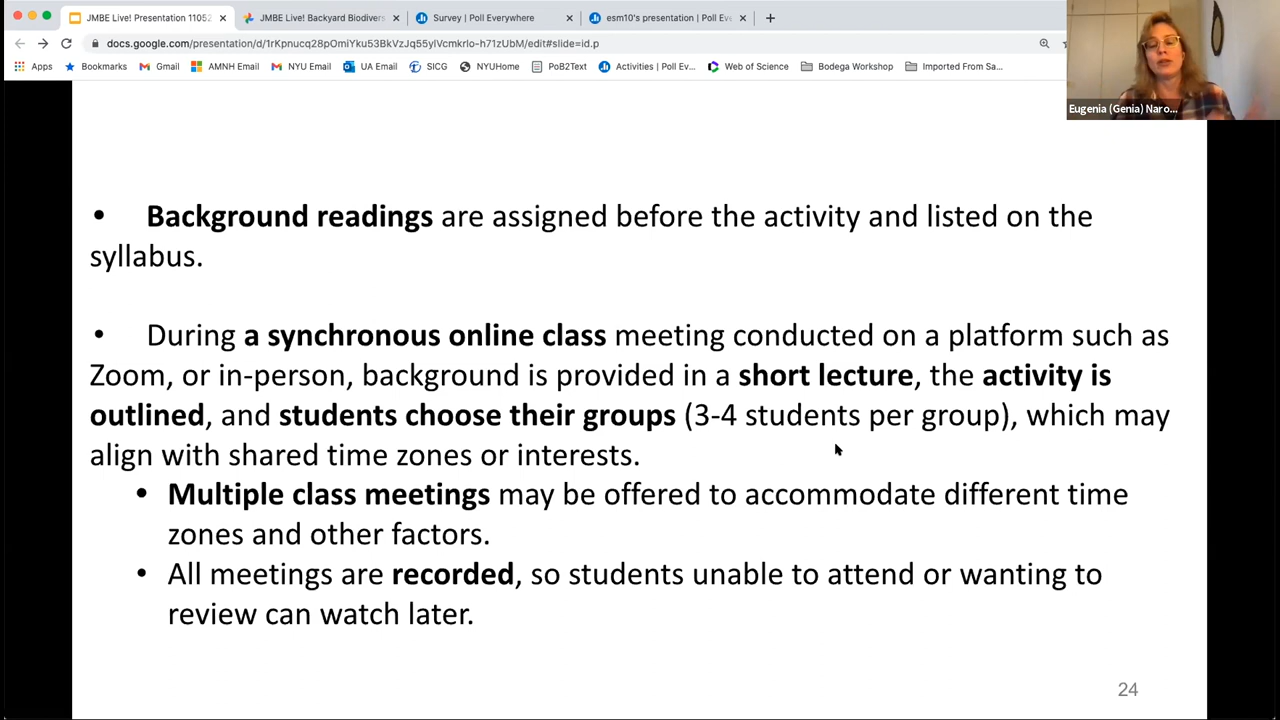 JMBE Live! Presentation 11052
JMBE Live! Backyard Biodivers
Survey | Poll Everywhere
esm10's presentation | Poll Ev
docs.google.com/presentation/d/1rKpnucq28pOmiYku53BkVzJq55ylVcmkrlo-h71zUbM/edit#slide=id.p
Apps
Bookmarks
Gmail
AMNH Email
NYU Email
UA Email
SICG
NYUHome
PoB2Text
Activities | Poll Ev...
Web of Science
Bodega Workshop
Imported From Sa...
Eugenia (Genia) Naro...
• Background readings are assigned before the activity and listed on the
syllabus.
• During a synchronous online class meeting conducted on a platform such as
Zoom, or in-person, background is provided in a short lecture, the activity is
outlined, and students choose their groups (3-4 students per group), which may
align with shared time zones or interests.
• Multiple class meetings may be offered to accommodate different time
zones and other factors.
• All meetings are recorded, so students unable to attend or wanting to
review can watch later.
24